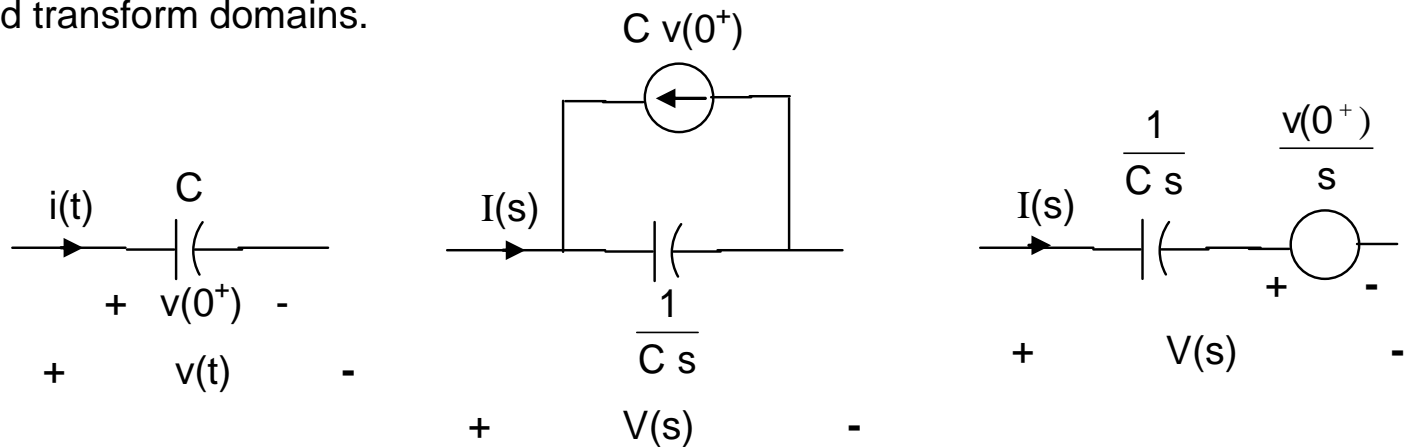 d transform domains.
C v(0⁺)
i(t)
C
+ v(0⁺) -
+ v(t) -
I(s)
1
C s
+ V(s) -
I(s)
1
C s
v(0⁺)
s
+ -
+ V(s) -